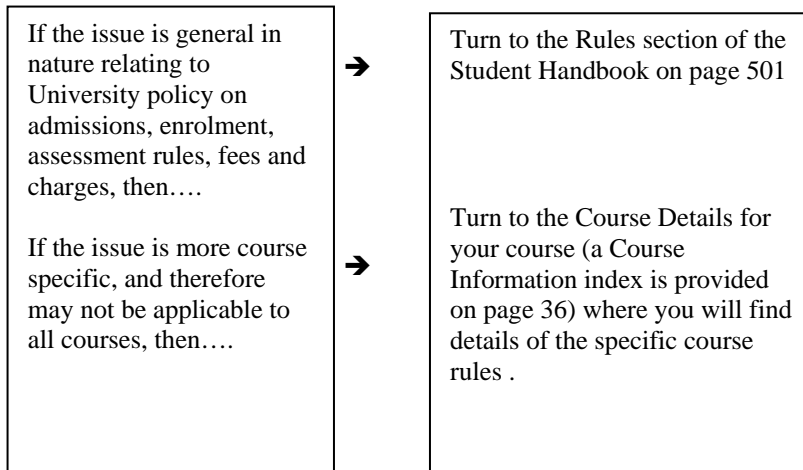 If the issue is general in
nature relating to
University policy on
admissions, enrolment,
assessment rules, fees and
charges, then….
➔
Turn to the Rules section of the
Student Handbook on page 501
If the issue is more course
specific, and therefore
may not be applicable to
all courses, then….
➔
Turn to the Course Details for
your course (a Course
Information index is provided
on page 36) where you will find
details of the specific course
rules .